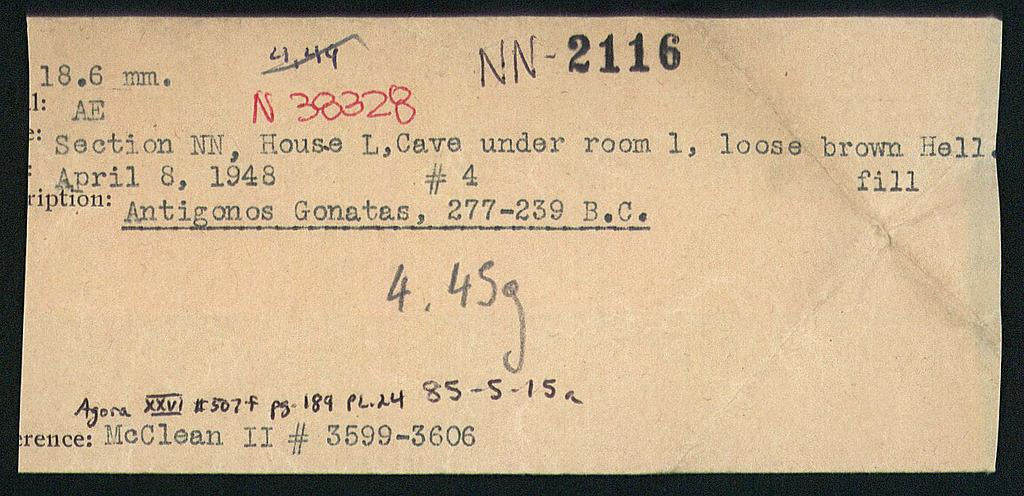 4.49 NN-2116
18.6 mm.
l: AE N 38328
e: Section NN, House L,Cave under room 1, loose brown Hell.
: April 8, 1948 # 4 fill
ription: Antigonos Gonatas, 277-239 B.C.
4.45g
Agora XXVI #507f pg. 189 PL.24 85-5-15a
erence: McClean II # 3599-3606